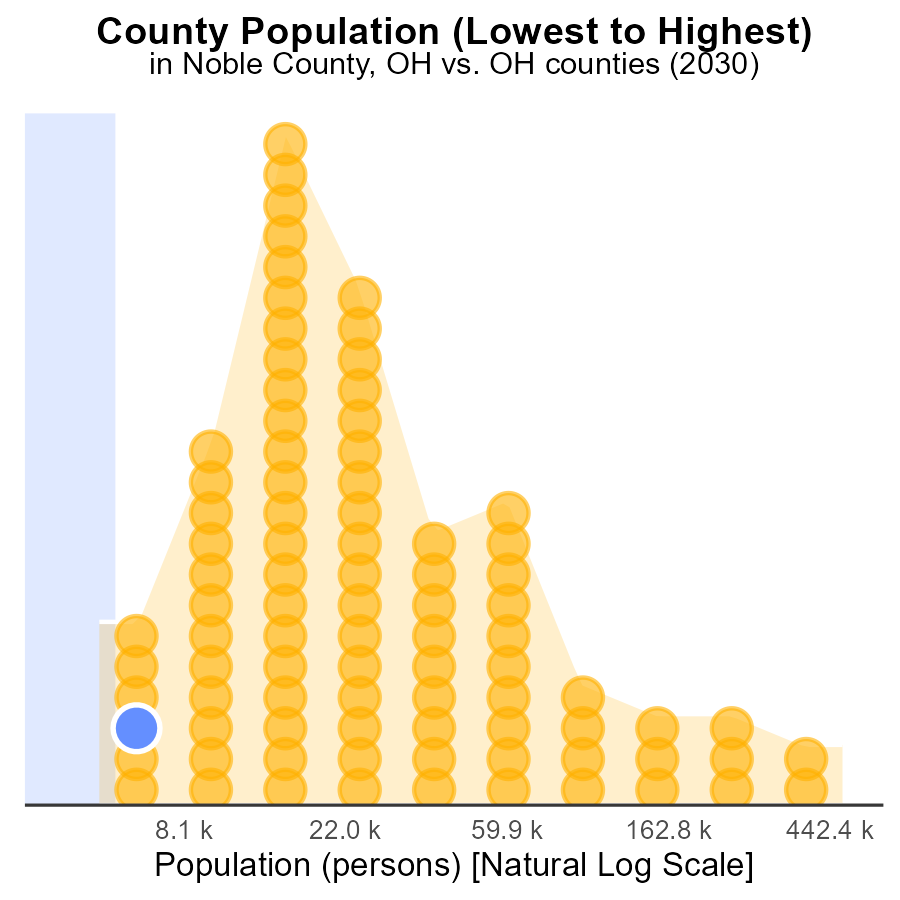 County Population (Lowest to Highest)
in Noble County, OH vs. OH counties (2030)
8.1 k 22.0 k 59.9 k 162.8 k 442.4 k
Population (persons) [Natural Log Scale]